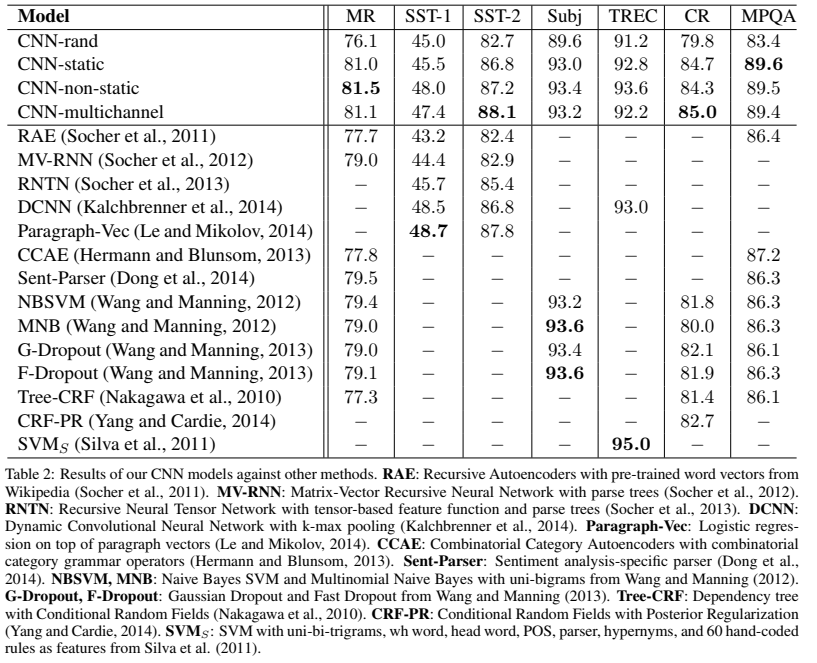 Model MR SST-1 SST-2 Subj TREC CR MPQA
CNN-rand 76.1 45.0 82.7 89.6 91.2 79.8 83.4
CNN-static 81.0 45.5 86.8 93.0 92.8 84.7 89.6
CNN-non-static 81.5 48.0 87.2 93.4 93.6 84.3 89.5
CNN-multichannel 81.1 47.4 88.1 93.2 92.2 85.0 89.4
RAE (Socher et al., 2011) 77.7 43.2 82.4 − − − 86.4
MV-RNN (Socher et al., 2012) 79.0 44.4 82.9 − − − −
RNTN (Socher et al., 2013) − 45.7 85.4 − − − −
DCNN (Kalchbrenner et al., 2014) − 48.5 86.8 − 93.0 − −
Paragraph-Vec (Le and Mikolov, 2014) − 48.7 87.8 − − − −
CCAE (Hermann and Blunsom, 2013) 77.8 − − − − − 87.2
Sent-Parser (Dong et al., 2014) 79.5 − − − − − 86.3
NBSVM (Wang and Manning, 2012) 79.4 − − 93.2 − 81.8 86.3
MNB (Wang and Manning, 2012) 79.0 − − 93.6 − 80.0 86.3
G-Dropout (Wang and Manning, 2013) 79.0 − − 93.4 − 82.1 86.1
F-Dropout (Wang and Manning, 2013) 79.1 − − 93.6 − 81.9 86.3
Tree-CRF (Nakagawa et al., 2010) 77.3 − − − − 81.4 86.1
CRF-PR (Yang and Cardie, 2014) − − − − − 82.7 −
SVMS (Silva et al., 2011) − − − − 95.0 − −
Table 2: Results of our CNN models against other methods. RAE: Recursive Autoencoders with pre-trained word vectors from
Wikipedia (Socher et al., 2011). MV-RNN: Matrix-Vector Recursive Neural Network with parse trees (Socher et al., 2012).
RNTN: Recursive Neural Tensor Network with tensor-based feature function and parse trees (Socher et al., 2013). DCNN:
Dynamic Convolutional Neural Network with k-max pooling (Kalchbrenner et al., 2014). Paragraph-Vec: Logistic regres-
sion on top of paragraph vectors (Le and Mikolov, 2014). CCAE: Combinatorial Category Autoencoders with combinatorial
category grammar operators (Hermann and Blunsom, 2013). Sent-Parser: Sentiment analysis-specific parser (Dong et al.,
2014). NBSVM, MNB: Naive Bayes SVM and Multinomial Naive Bayes with uni-bigrams from Wang and Manning (2012).
G-Dropout, F-Dropout: Gaussian Dropout and Fast Dropout from Wang and Manning (2013). Tree-CRF: Dependency tree
with Conditional Random Fields (Nakagawa et al., 2010). CRF-PR: Conditional Random Fields with Posterior Regularization
(Yang and Cardie, 2014). SVMS: SVM with uni-bi-trigrams, wh word, head word, POS, parser, hypernyms, and 60 hand-coded
rules as features from Silva et al. (2011).